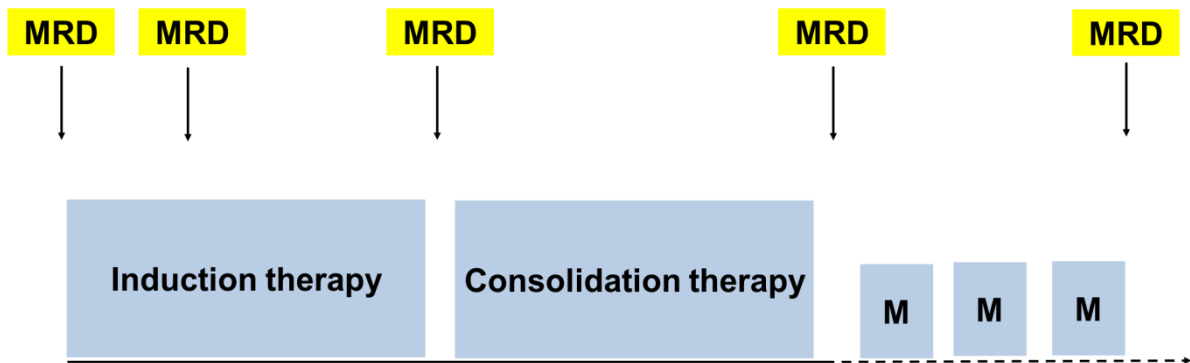 MRD MRD MRD MRD MRD
Induction therapy Consolidation therapy
M M M